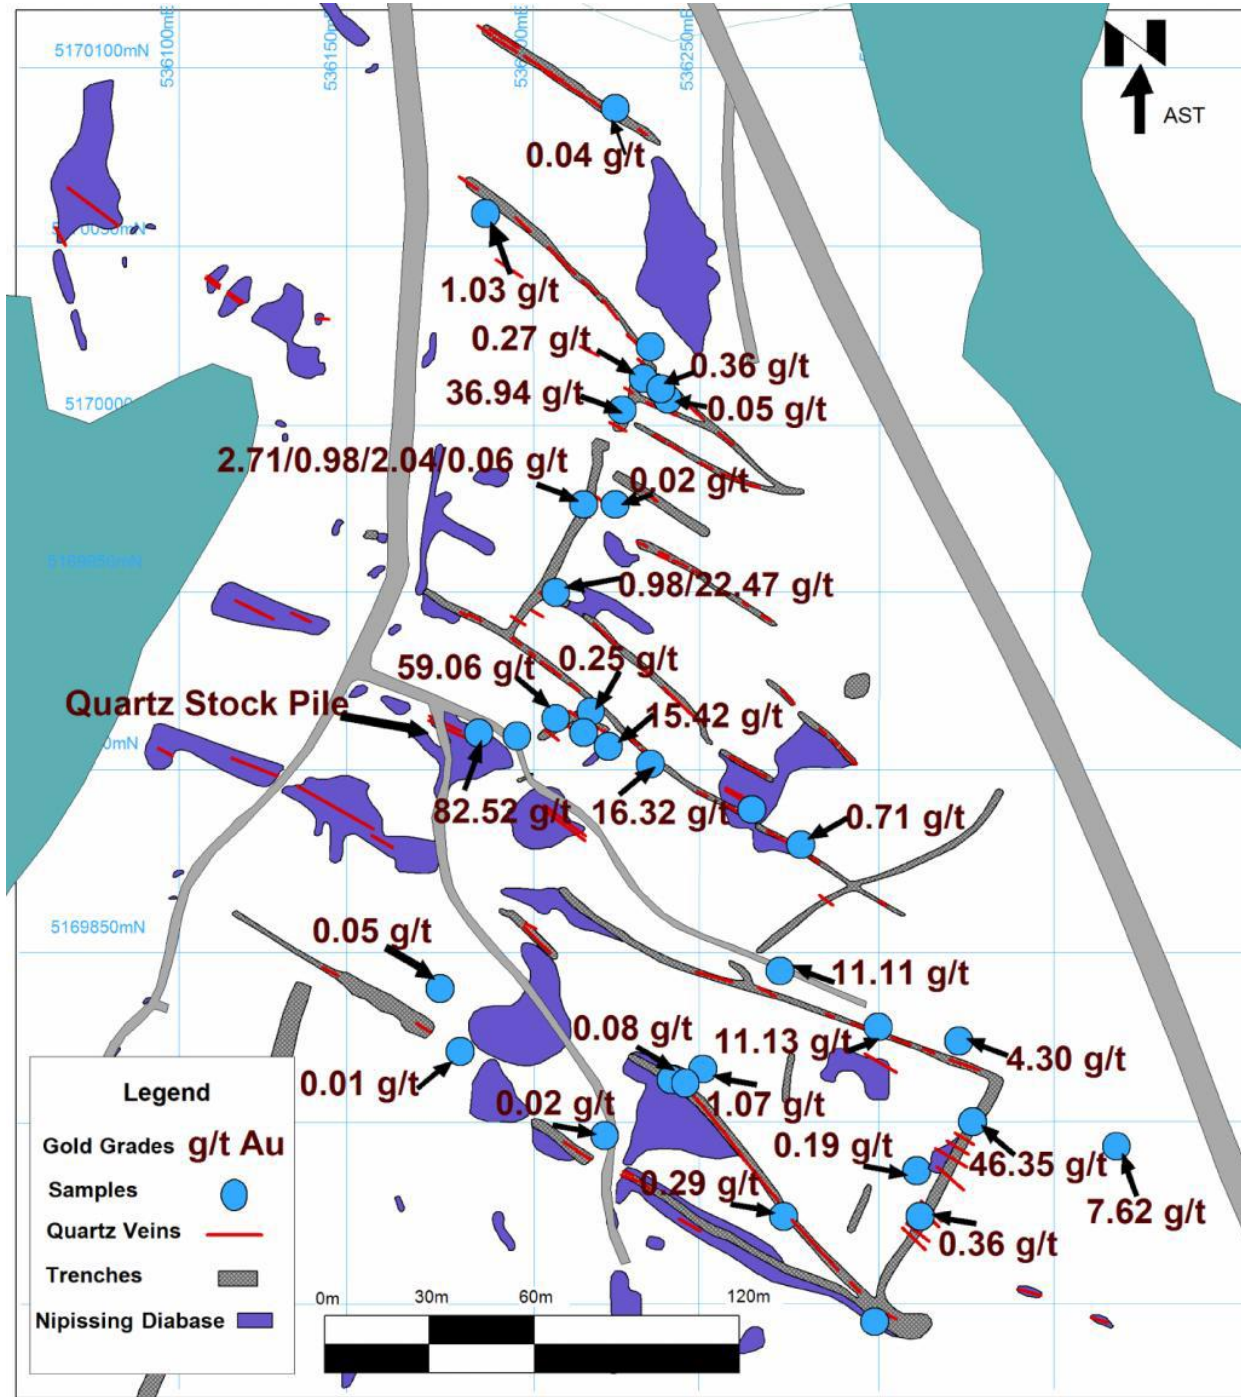 5170100mN
536100mE
536150mE
536200mE
536250mE
N
AST
0.04 g/t
5170050mN
1.03 g/t
0.27 g/t
0.36 g/t
36.94 g/t
0.05 g/t
5170000
2.71/0.98/2.04/0.06 g/t
0.02 g/t
0.98/22.47 g/t
59.06 g/t
0.25 g/t
Quartz Stock Pile
15.42 g/t
82.52 g/t
16.32 g/t
0.71 g/t
5169850mN
0.05 g/t
11.11 g/t
0.08 g/t
11.13 g/t
4.30 g/t
0.01 g/t
0.02 g/t
1.07 g/t
0.19 g/t
46.35 g/t
0.29 g/t
7.62 g/t
0.36 g/t
Legend
Gold Grades g/t Au
Samples
Quartz Veins
Trenches
Nipissing Diabase
0m 30m 60m 120m